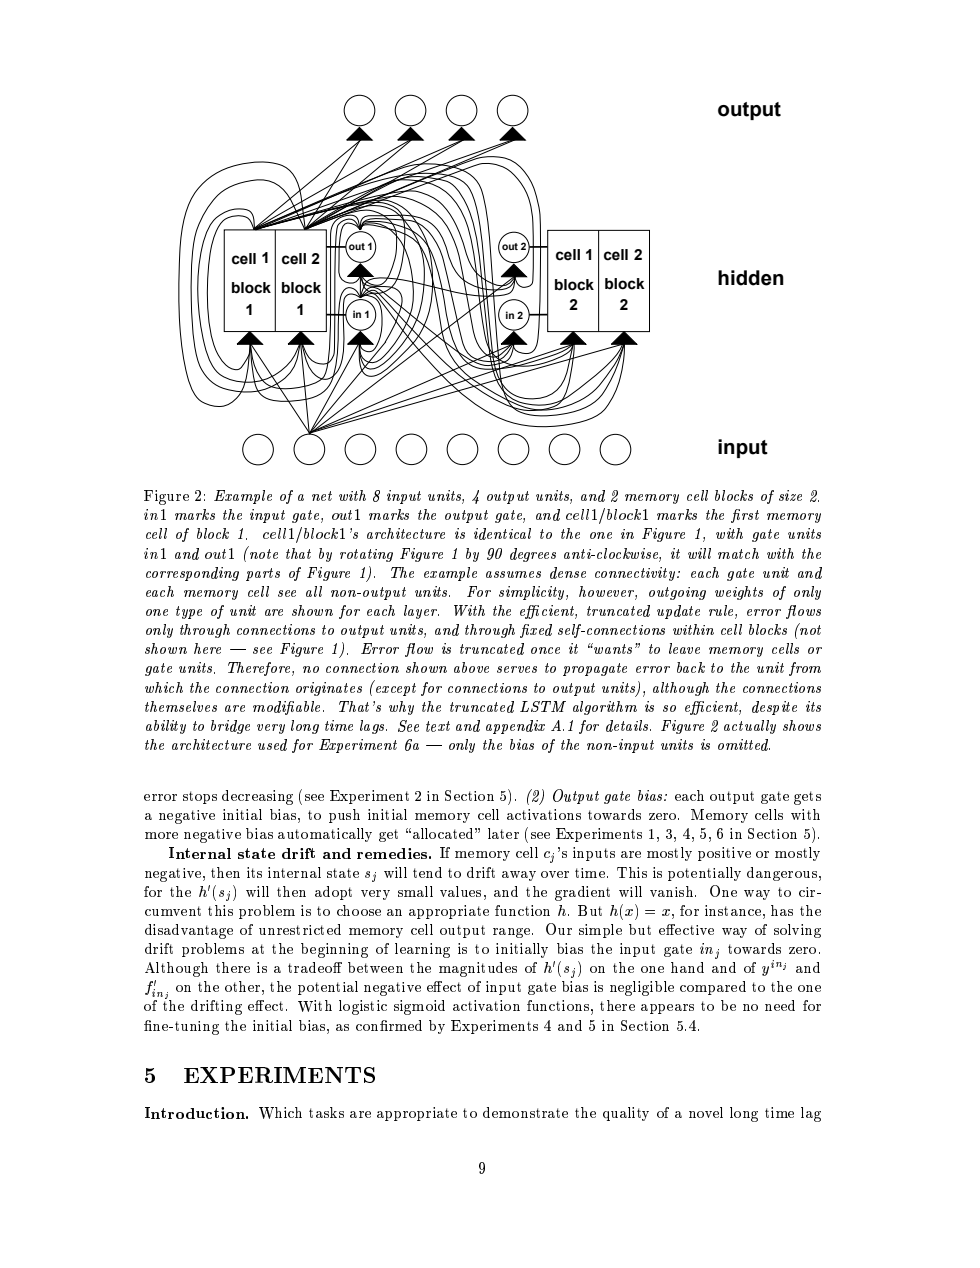 output
out 1
out 2
cell 1 cell 2
cell 1 cell 2
hidden
block block
block block
1 1
2 2
in 1
in 2
input
Figure 2: Example of a net with 8 input units, 4 output units, and 2 memory cell blocks of size 2.
in1 marks the input gate, out1 marks the output gate, and cell1/block1 marks the first memory
cell of block 1. cell1/block1's architecture is identical to the one in Figure 1, with gate units
in1 and out1 (note that by rotating Figure 1 by 90 degrees anti-clockwise, it will match with the
corresponding parts of Figure 1). The example assumes dense connectivity: each gate unit and
each memory cell see all non-output units. For simplicity, however, outgoing weights of only
one type of unit are shown for each layer. With the efficient, truncated update rule, error flows
only through connections to output units, and through fixed self-connections within cell blocks (not
shown here — see Figure 1). Error flow is truncated once it “wants” to leave memory cells or
gate units. Therefore, no connection shown above serves to propagate error back to the unit from
which the connection originates (except for connections to output units), although the connections
themselves are modifiable. That's why the truncated LSTM algorithm is so efficient, despite its
ability to bridge very long time lags. See text and appendix A.1 for details. Figure 2 actually shows
the architecture used for Experiment 6a — only the bias of the non-input units is omitted.
error stops decreasing (see Experiment 2 in Section 5). (2) Output gate bias: each output gate gets
a negative initial bias, to push initial memory cell activations towards zero. Memory cells with
more negative bias automatically get “allocated” later (see Experiments 1, 3, 4, 5, 6 in Section 5).
Internal state drift and remedies. If memory cell c_j's inputs are mostly positive or mostly
negative, then its internal state s_j will tend to drift away over time. This is potentially dangerous,
for the h'(s_j) will then adopt very small values, and the gradient will vanish. One way to cir-
cumvent this problem is to choose an appropriate function h. But h(x) = x, for instance, has the
disadvantage of unrestricted memory cell output range. Our simple but effective way of solving
drift problems at the beginning of learning is to initially bias the input gate in_j towards zero.
Although there is a tradeoff between the magnitudes of h'(s_j) on the one hand and of y^{in_j} and
f'_{in_j} on the other, the potential negative effect of input gate bias is negligible compared to the one
of the drifting effect. With logistic sigmoid activation functions, there appears to be no need for
fine-tuning the initial bias, as confirmed by Experiments 4 and 5 in Section 5.4.
5 EXPERIMENTS
Introduction. Which tasks are appropriate to demonstrate the quality of a novel long time lag
9